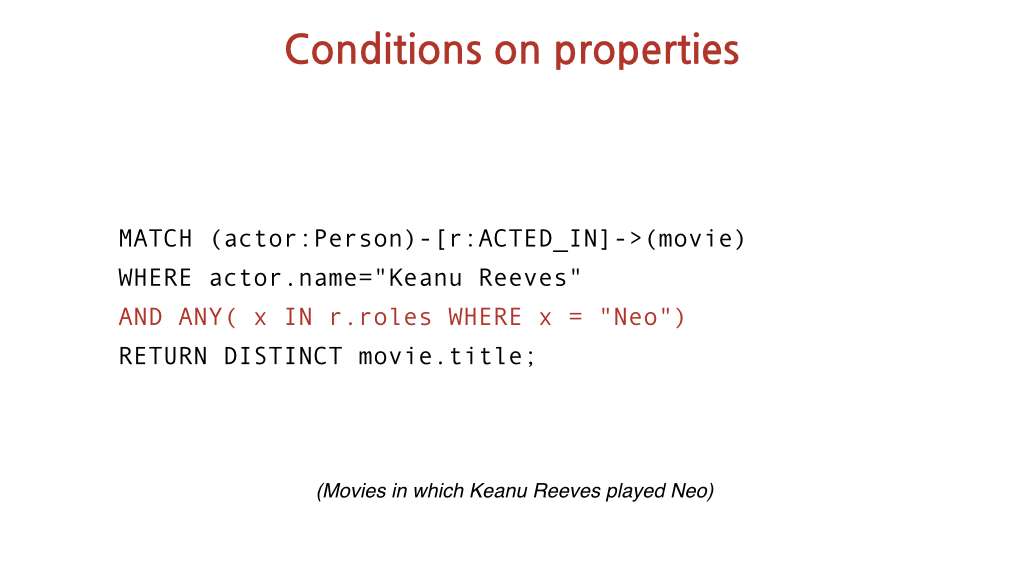 Conditions on properties
MATCH (actor:Person)-[r:ACTED_IN]->(movie)
WHERE actor.name="Keanu Reeves"
AND ANY( x IN r.roles WHERE x = "Neo")
RETURN DISTINCT movie.title;
(Movies in which Keanu Reeves played Neo)